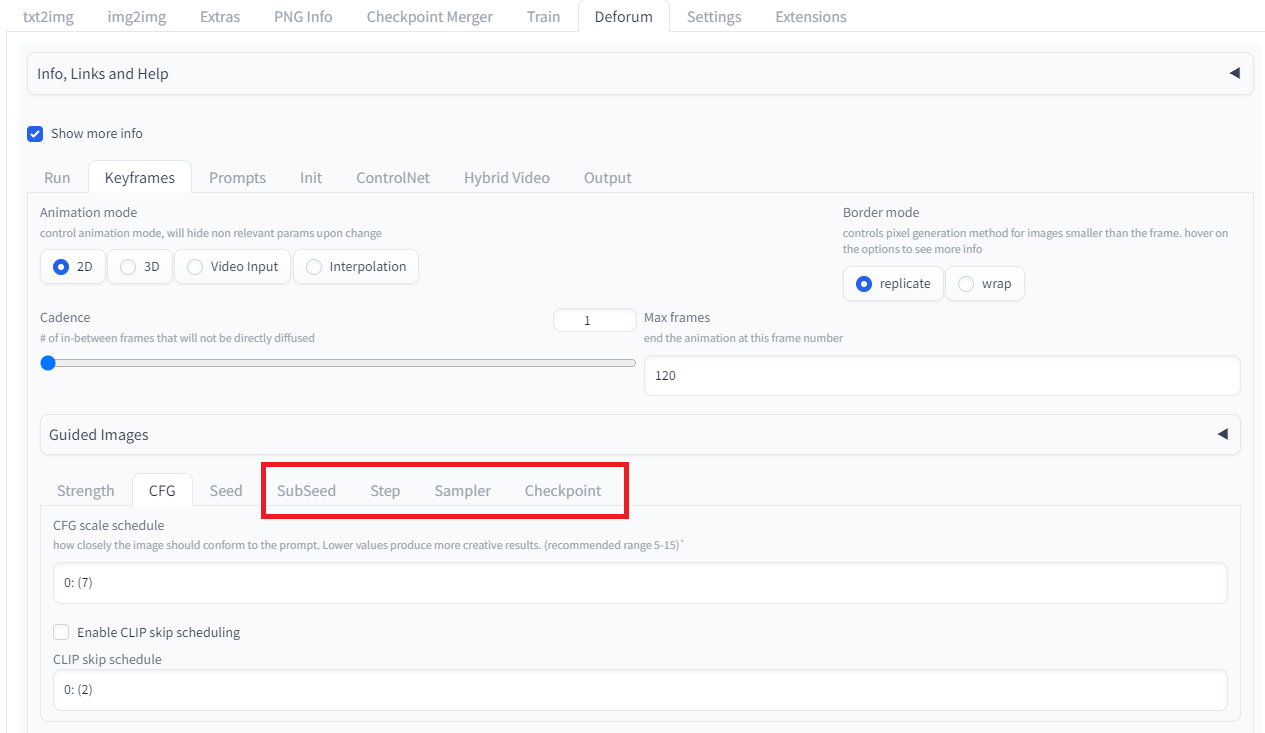 txt2img img2img Extras PNG Info Checkpoint Merger Train Deforum Settings Extensions
Info, Links and Help
Show more info
Run Keyframes Prompts Init ControlNet Hybrid Video Output
Animation mode
control animation mode, will hide non relevant params upon change
2D 3D Video Input Interpolation
Border mode
controls pixel generation method for images smaller than the frame. hover on
the options to see more info
replicate wrap
Cadence
# of in-between frames that will not be directly diffused
1
Max frames
end the animation at this frame number
120
Guided Images
Strength CFG Seed SubSeed Step Sampler Checkpoint
CFG scale schedule
how closely the image should conform to the prompt. Lower values produce more creative results. (recommended range 5-15)`
0: (7)
Enable CLIP skip scheduling
CLIP skip schedule
0: (2)